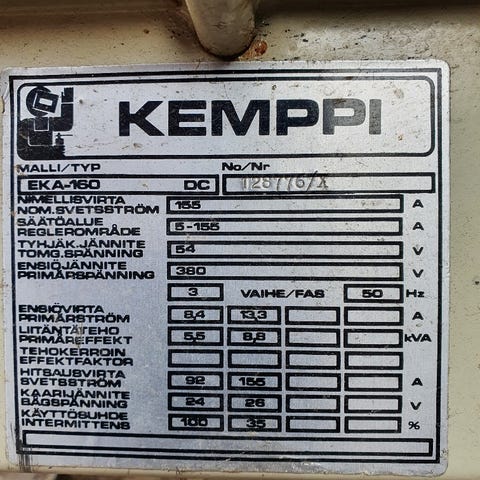 KEMPPI
MALLI/TYP No/Nr
EKA-160 DC 128776/X
NIMELLISVIRTA
NOM.SVETSSTRÖM 155 A
SÄÄTÖALUE
REGLEROMRÅDE 5-155 A
TYHJÄK.JÄNNITE
TOMG.SPÄNNING 54 V
ENSIÖJÄNNITE
PRIMÄRSPÄNNING 380 V
3 VAIHE/FAS 50 Hz
ENSIÖVIRTA
PRIMÄRSTRÖM 8,4 13,3 A
LIITÄNTÄTEHO
PRIMÄREFFEKT 5,5 8,8 kVA
TEHOKERROIN
EFFEKTFAKTOR
HITSAUSVIRTA
SVETSSTRÖM 92 155 A
KAARIJÄNNITE
BÅGSPÄNNING 24 26 V
KÄYTTÖSUHDE
INTERMITTENS 100 35 %